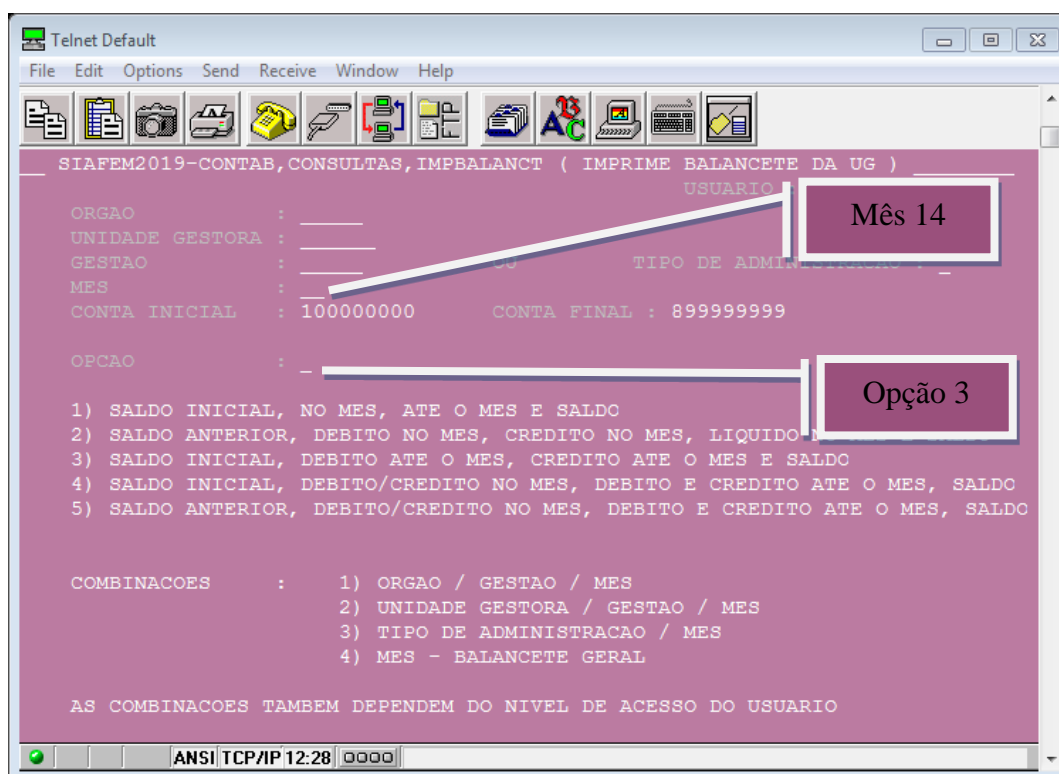 Telnet Default
File Edit Options Send Receive Window Help
SIAFEM2019-CONTAB,CONSULTAS,IMPBALANCT ( IMPRIME BALANCETE DA UG )
USUARIO
Mês 14
ORGAO :
UNIDADE GESTORA :
GESTAO : OU TIPO DE ADMINISTRACAO :
MES :
CONTA INICIAL : 100000000 CONTA FINAL : 899999999
OPCAO :
Opção 3
1) SALDO INICIAL, NO MES, ATE O MES E SALDO
2) SALDO ANTERIOR, DEBITO NO MES, CREDITO NO MES, LIQUIDO NO MES E SALDO
3) SALDO INICIAL, DEBITO ATE O MES, CREDITO ATE O MES E SALDO
4) SALDO INICIAL, DEBITO/CREDITO NO MES, DEBITO E CREDITO ATE O MES, SALDO
5) SALDO ANTERIOR, DEBITO/CREDITO NO MES, DEBITO E CREDITO ATE O MES, SALDO
COMBINACOES : 1) ORGAO / GESTAO / MES
2) UNIDADE GESTORA / GESTAO / MES
3) TIPO DE ADMINISTRACAO / MES
4) MES - BALANCETE GERAL
AS COMBINACOES TAMBEM DEPENDEM DO NIVEL DE ACESSO DO USUARIO
ANSI TCP/IP 12:28